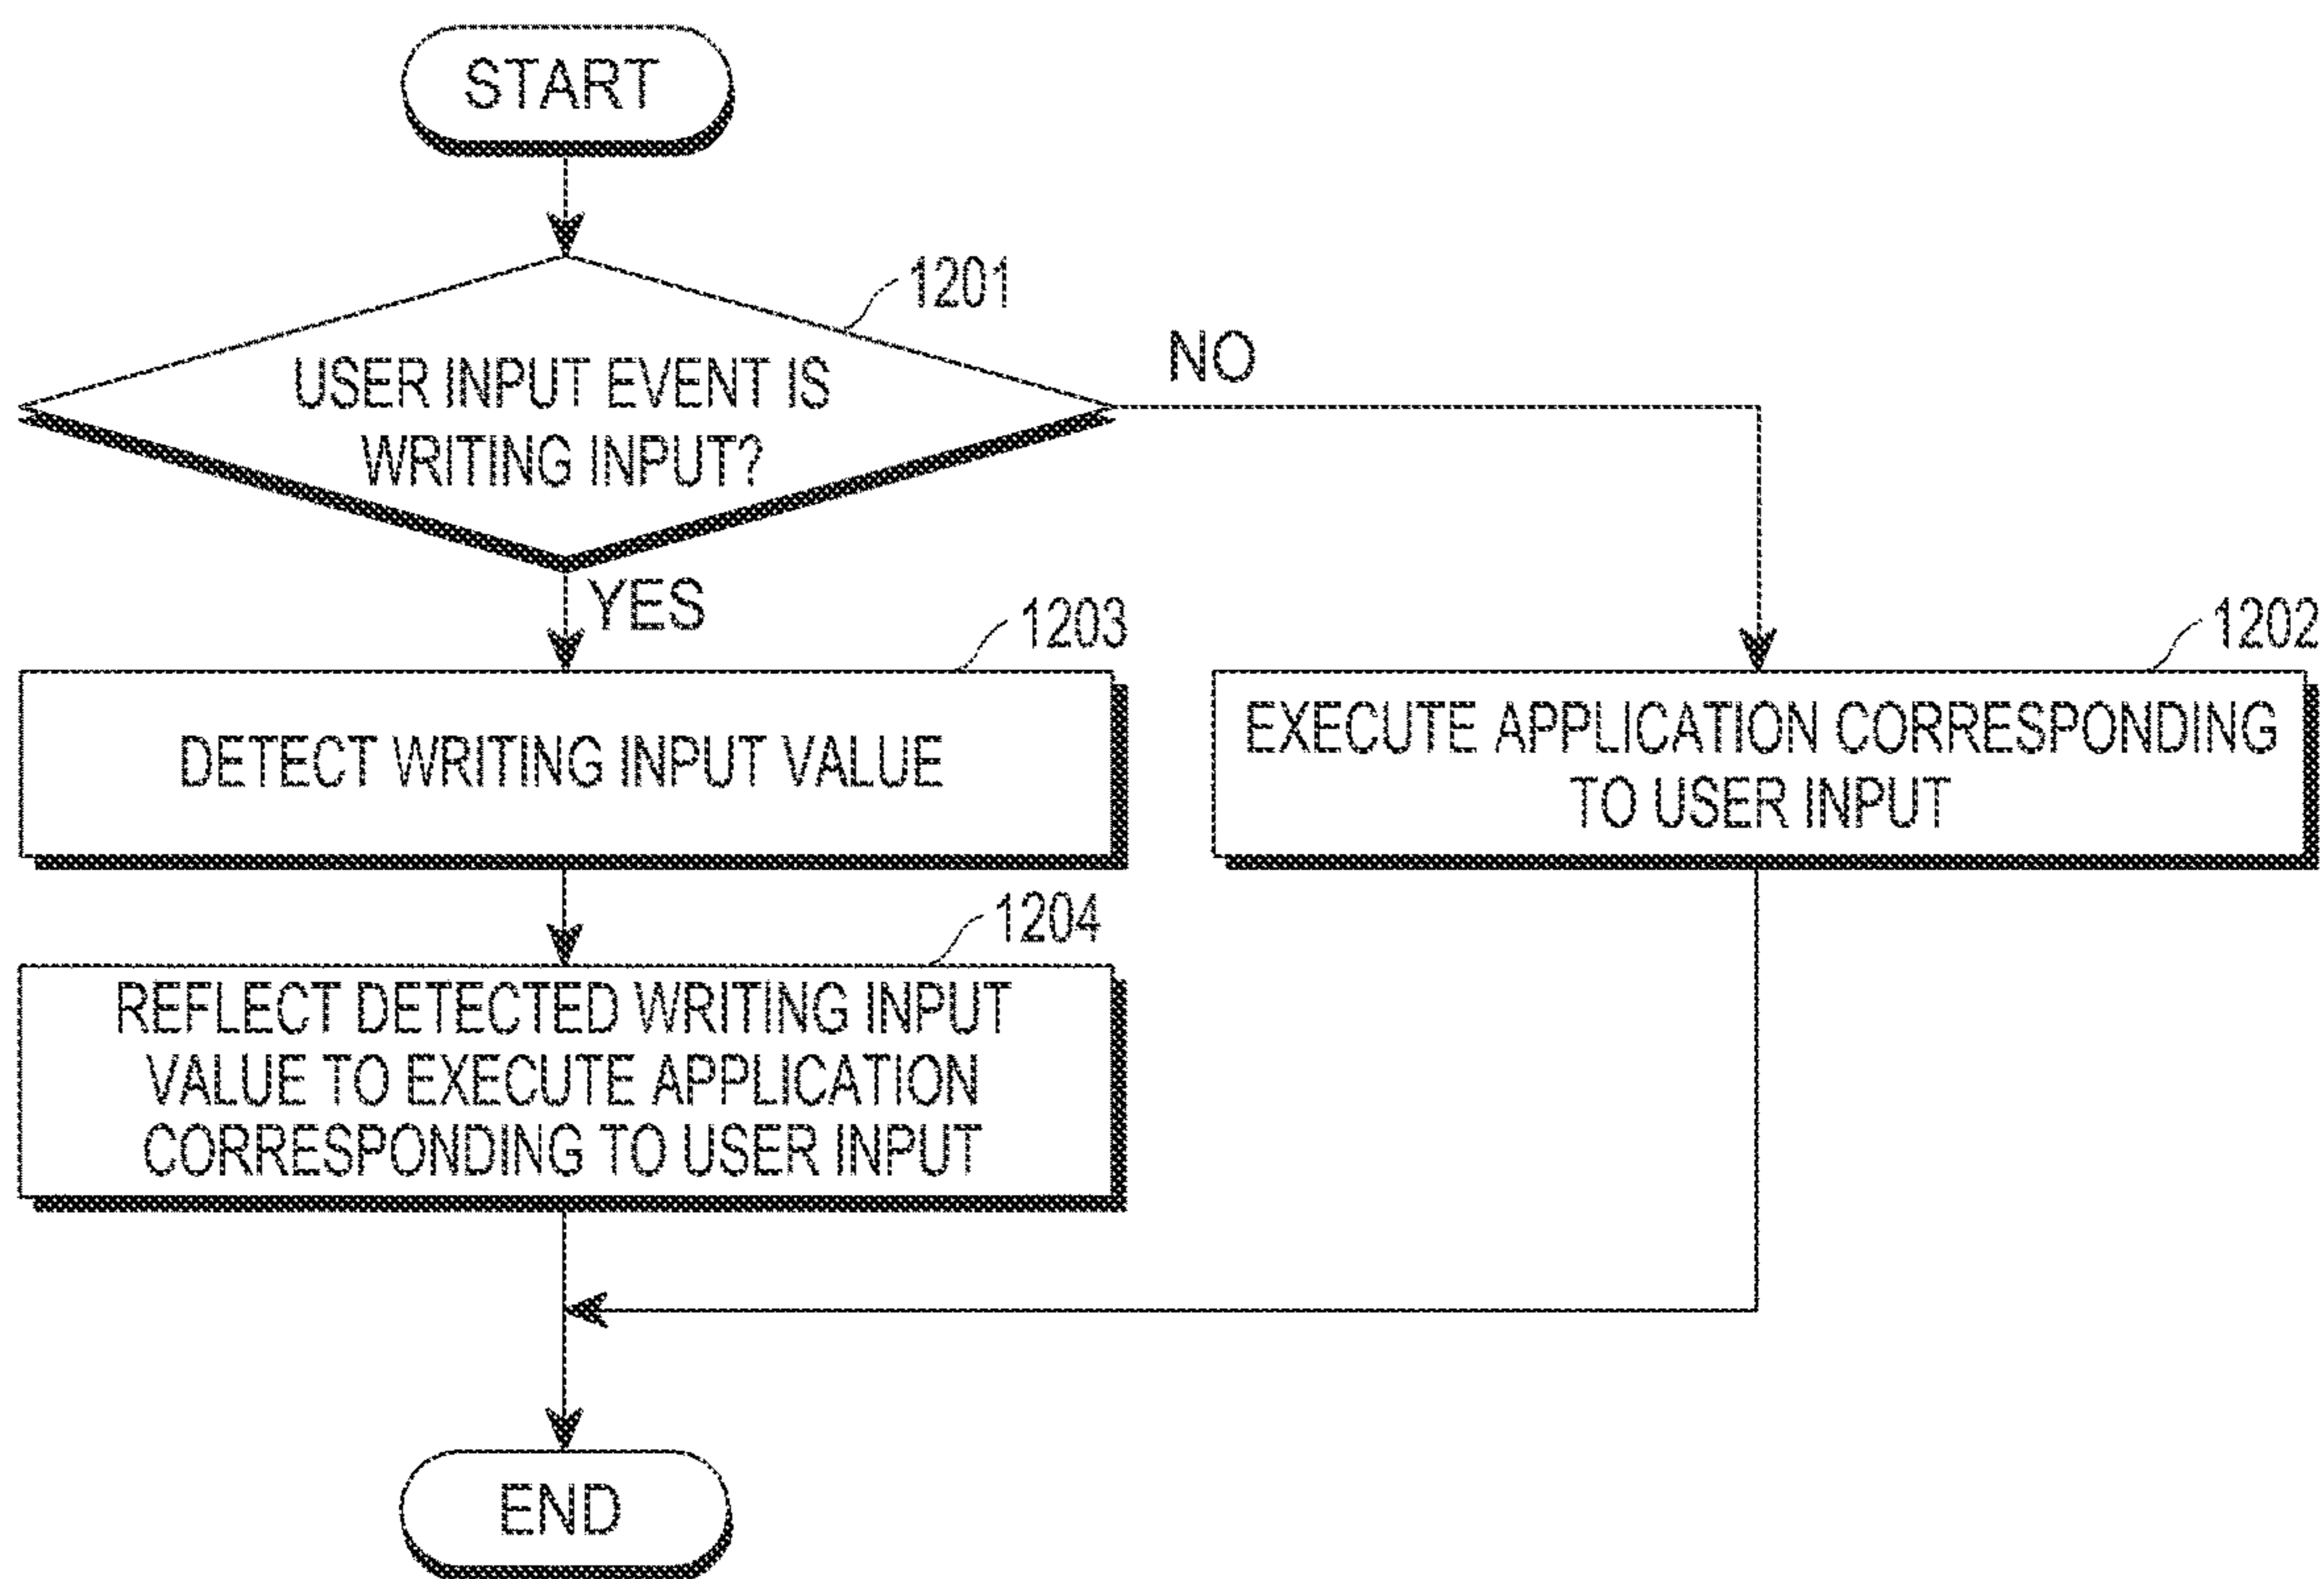 START
1201
USER INPUT EVENT IS
WRITING INPUT?
NO
YES
1203
DETECT WRITING INPUT VALUE
1202
EXECUTE APPLICATION CORRESPONDING
TO USER INPUT
1204
REFLECT DETECTED WRITING INPUT
VALUE TO EXECUTE APPLICATION
CORRESPONDING TO USER INPUT
END